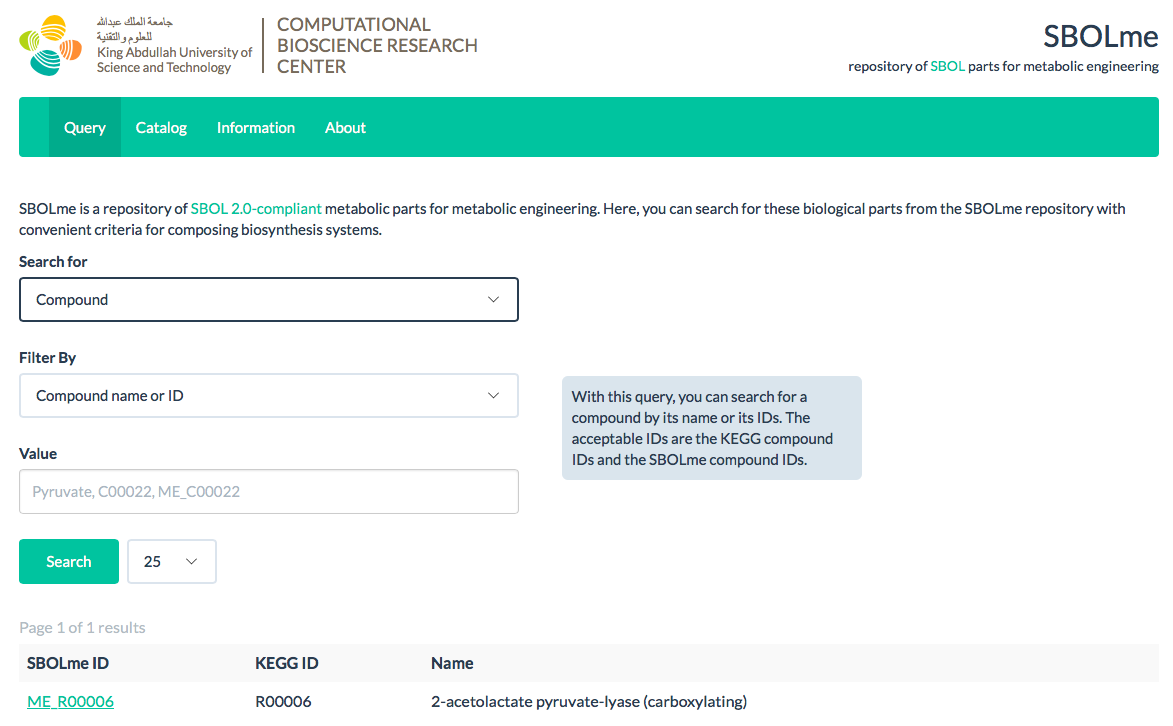 جامعة الملك عبدالله
للعلوم والتقنية
King Abdullah University of
Science and Technology
COMPUTATIONAL
BIOSCIENCE RESEARCH
CENTER
SBOLme
repository of SBOL parts for metabolic engineering
Query Catalog Information About
SBOLme is a repository of SBOL 2.0-compliant metabolic parts for metabolic engineering. Here, you can search for these biological parts from the SBOLme repository with
convenient criteria for composing biosynthesis systems.
Search for
Compound
Filter By
Compound name or ID
With this query, you can search for a
compound by its name or its IDs. The
acceptable IDs are the KEGG compound
IDs and the SBOLme compound IDs.
Value
Pyruvate, C00022, ME_C00022
Search 25
Page 1 of 1 results
SBOLme ID KEGG ID Name
ME_R00006 R00006 2-acetolactate pyruvate-lyase (carboxylating)